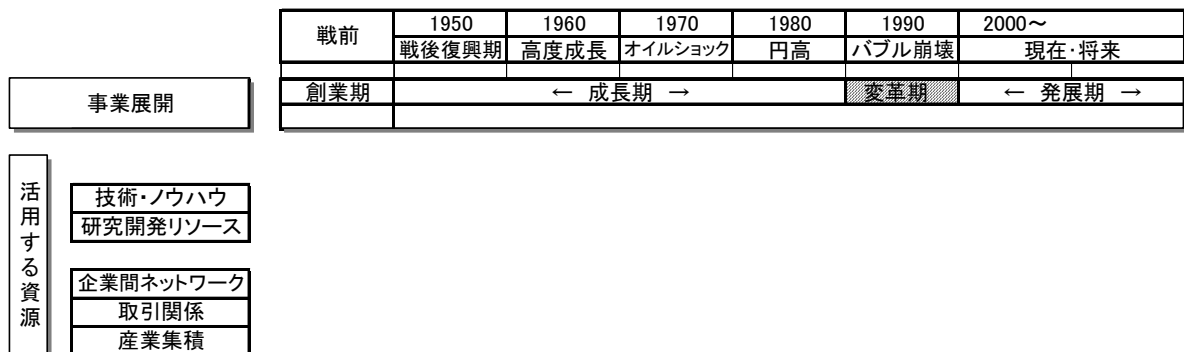 戦前 1950 1960 1970 1980 1990 2000～
戦後復興期 高度成長 オイルショック 円高 バブル崩壊 現在・将来
事業展開
創業期 ← 成長期 → 変革期 ← 発展期 →
活用する資源
技術・ノウハウ
研究開発リソース
企業間ネットワーク
取引関係
産業集積